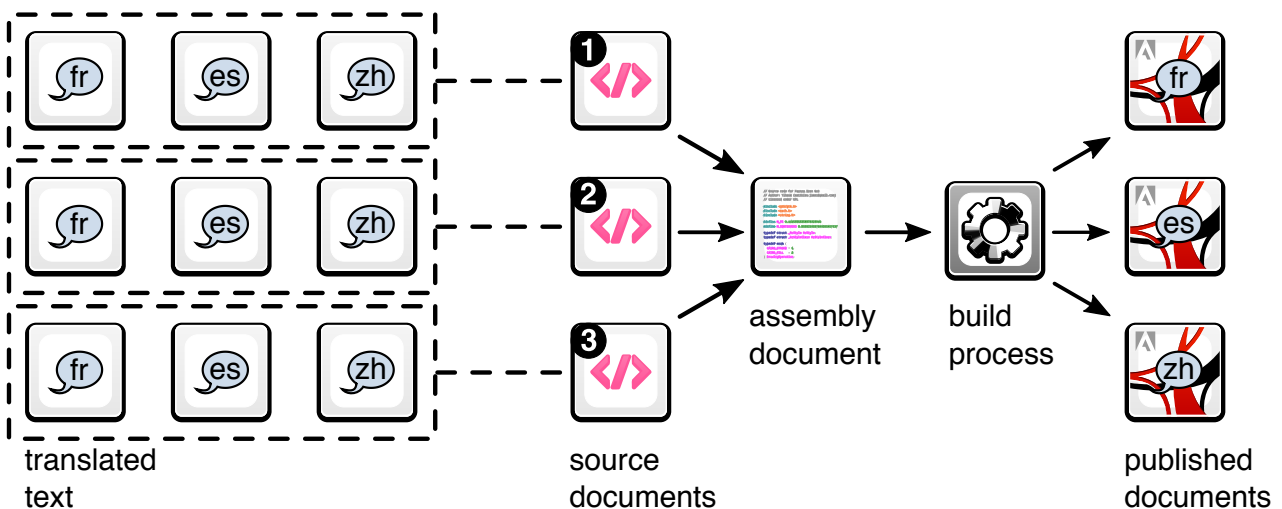 fr es zh 1 fr
fr es zh 2 es
fr es zh 3 zh
assembly document
build process
translated text
source documents
published documents